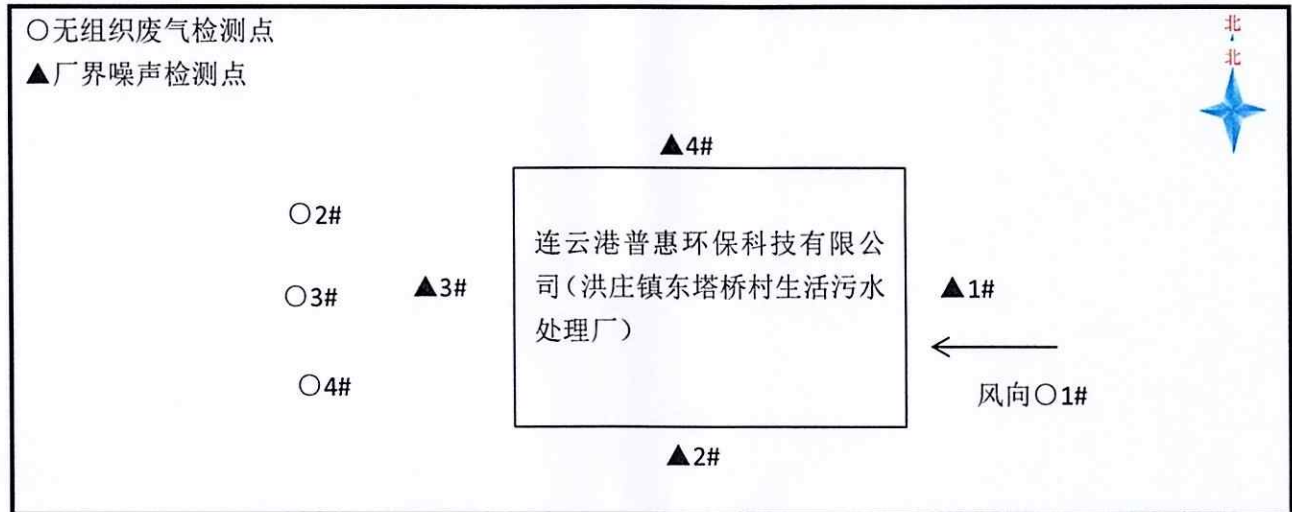 ○无组织废气检测点
▲厂界噪声检测点
北
北
▲4#
○2#
连云港普惠环保科技有限公
司（洪庄镇东塔桥村生活污水
处理厂）
○3#
▲3#
▲1#
○4#
风向○1#
▲2#